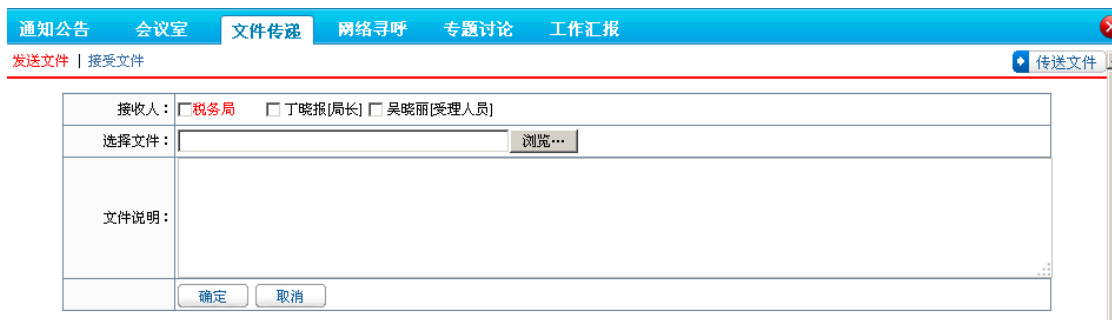 通知公告 会议室 文件传递 网络寻呼 专题讨论 工作汇报
发送文件 | 接受文件 传送文件
接收人： 税务局 丁晓报[局长] 吴晓丽[受理人员]
选择文件： 浏览…
文件说明：
确定 取消